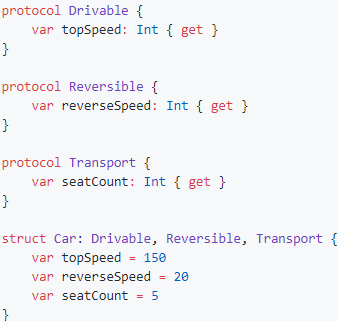 protocol Drivable {
    var topSpeed: Int { get }
}

protocol Reversible {
    var reverseSpeed: Int { get }
}

protocol Transport {
    var seatCount: Int { get }
}

struct Car: Drivable, Reversible, Transport {
    var topSpeed = 150
    var reverseSpeed = 20
    var seatCount = 5
}